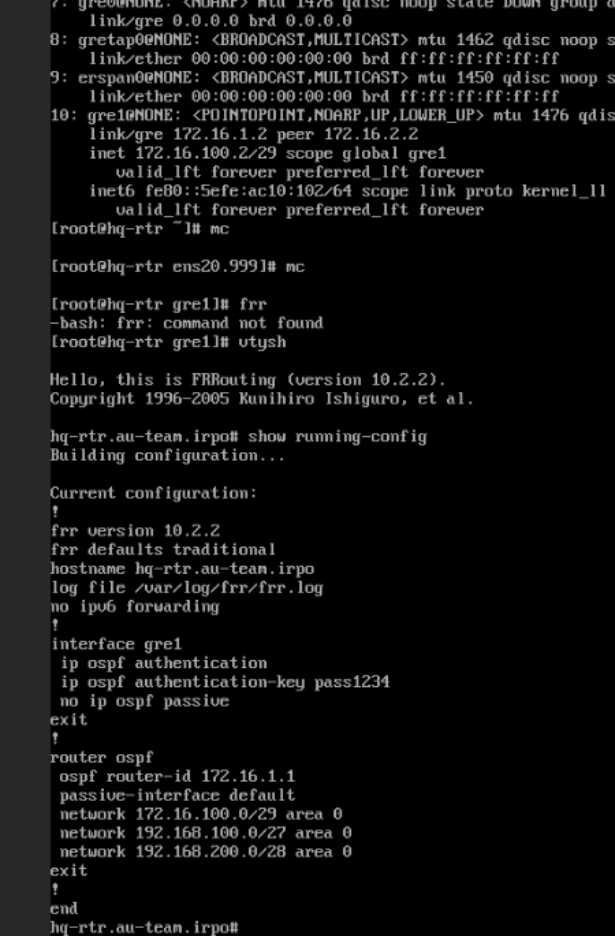 7: gre0@NONE: <NOARP> mtu 1476 qdisc noop state DOWN group d
link/gre 0.0.0.0 brd 0.0.0.0
8: gretap0@NONE: <BROADCAST,MULTICAST> mtu 1462 qdisc noop s
link/ether 00:00:00:00:00:00 brd ff:ff:ff:ff:ff:ff
9: erspan0@NONE: <BROADCAST,MULTICAST> mtu 1450 qdisc noop s
link/ether 00:00:00:00:00:00 brd ff:ff:ff:ff:ff:ff
10: gre1@NONE: <POINTOPOINT,NOARP,UP,LOWER_UP> mtu 1476 qdis
link/gre 172.16.1.2 peer 172.16.2.2
inet 172.16.100.2/29 scope global gre1
valid_lft forever preferred_lft forever
inet6 fe80::5efe:ac10:102/64 scope link proto kernel_ll
valid_lft forever preferred_lft forever
[root@hq-rtr ~]# mc
[root@hq-rtr ens20.999]# mc
[root@hq-rtr gre1]# frr
-bash: frr: command not found
[root@hq-rtr gre1]# vtysh
Hello, this is FRRouting (version 10.2.2).
Copyright 1996-2005 Kunihiro Ishiguro, et al.
hq-rtr.au-team.irpo# show running-config
Building configuration...
Current configuration:
!
frr version 10.2.2
frr defaults traditional
hostname hq-rtr.au-team.irpo
log file /var/log/frr/frr.log
no ipv6 forwarding
!
interface gre1
ip ospf authentication
ip ospf authentication-key pass1234
no ip ospf passive
exit
!
router ospf
ospf router-id 172.16.1.1
passive-interface default
network 172.16.100.0/29 area 0
network 192.168.100.0/27 area 0
network 192.168.200.0/28 area 0
exit
!
end
hq-rtr.au-team.irpo#